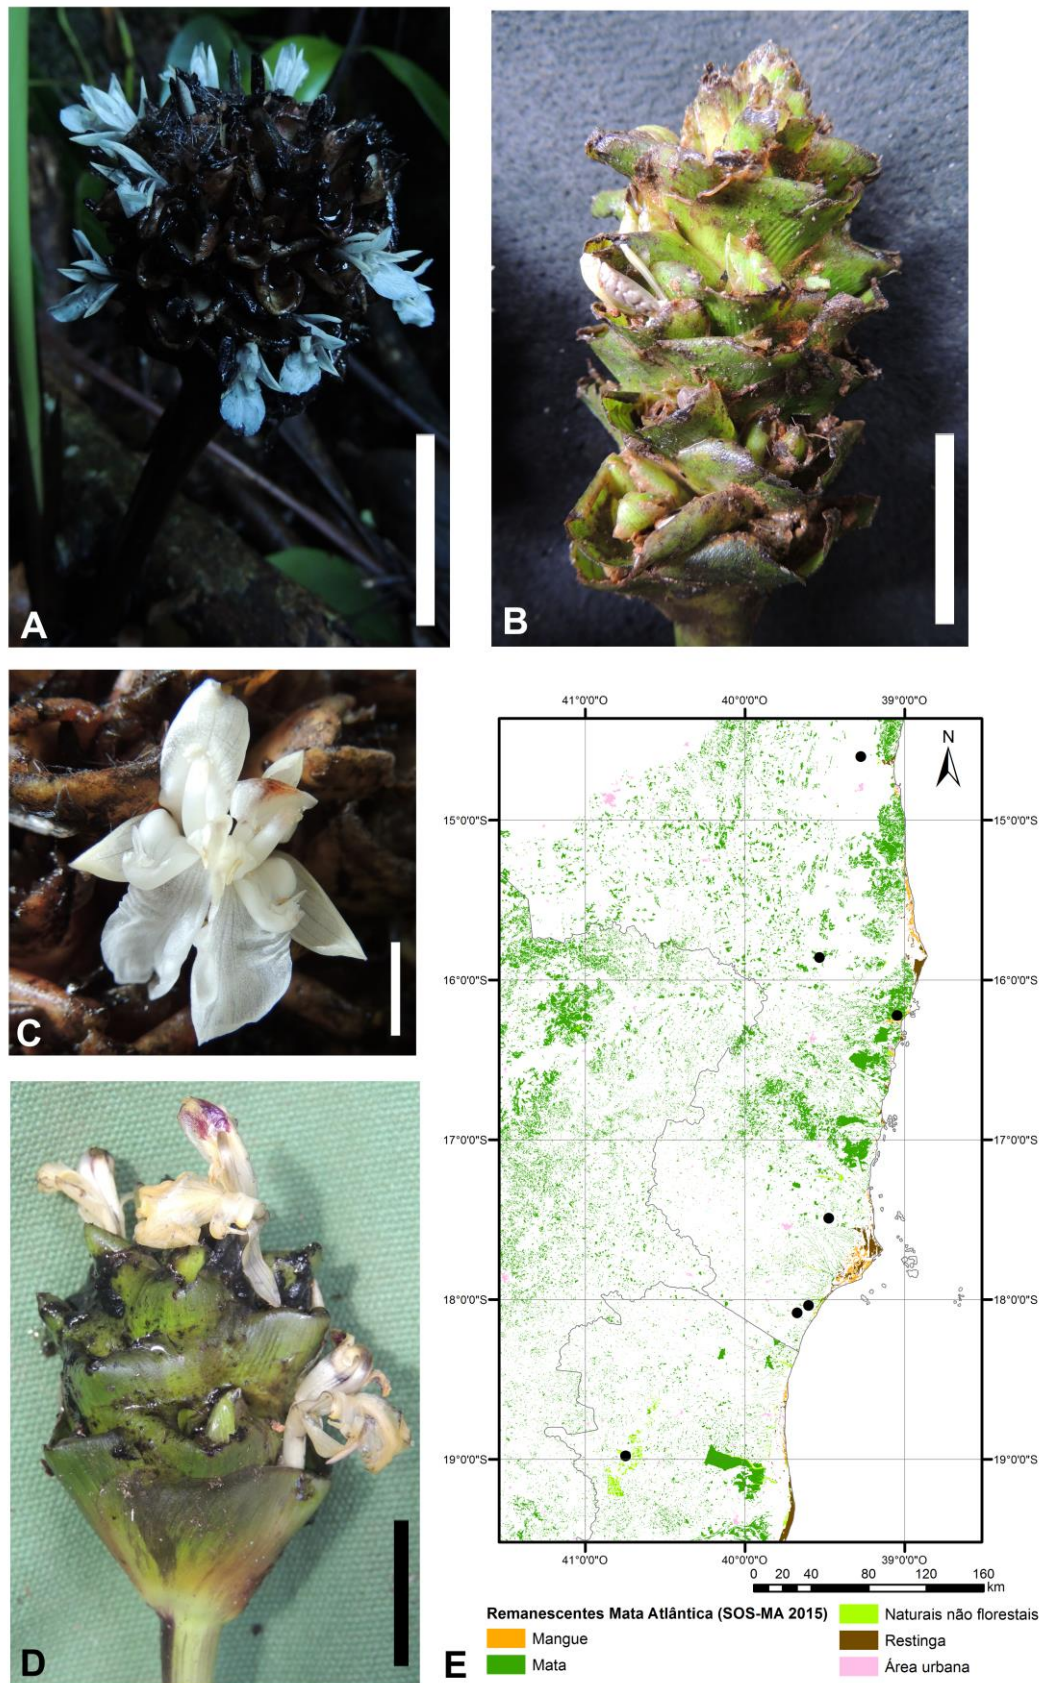 A
B
C
D
E
41°0'0"O 40°0'0"O 39°0'0"O
N
15°0'0"S 15°0'0"S
16°0'0"S 16°0'0"S
17°0'0"S 17°0'0"S
18°0'0"S 18°0'0"S
19°0'0"S 19°0'0"S
41°0'0"O 40°0'0"O 39°0'0"O
0 20 40 80 120 160
km
Remanescentes Mata Atlântica (SOS-MA 2015)
Mangue
Mata
Naturais não florestais
Restinga
Área urbana